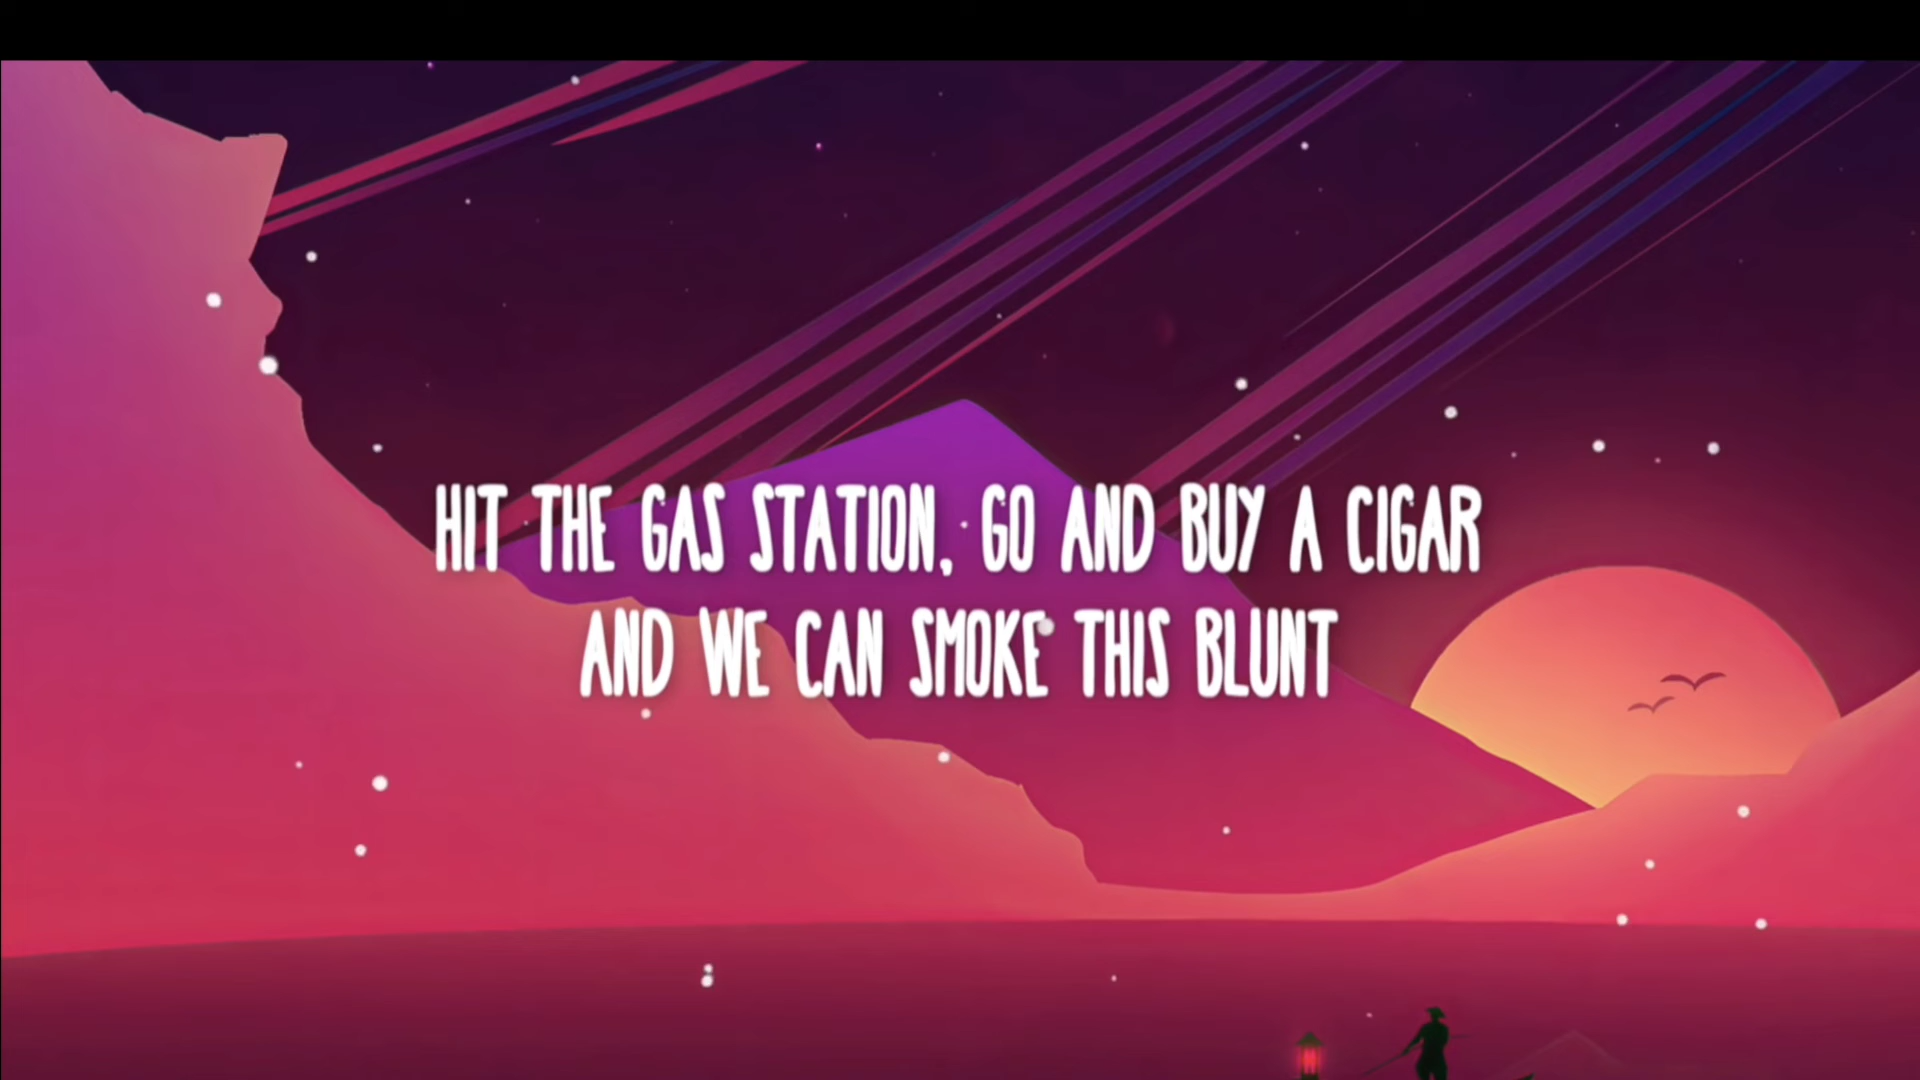 HIT THE GAS STATION, GO AND BUY A CIGAR
AND WE CAN SMOKE THIS BLUNT